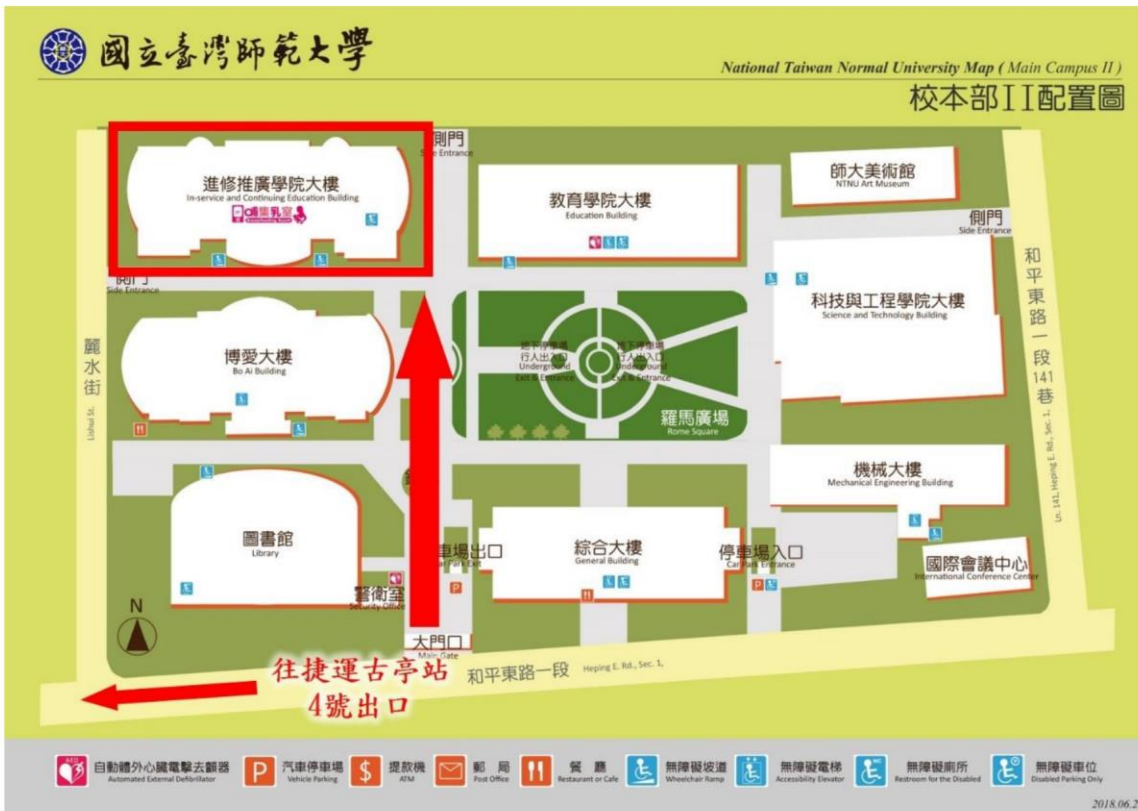 國立臺灣師範大學
National Taiwan Normal University Map ( Main Campus II )
校本部II配置圖
側門
Side Entrance
進修推廣學院大樓
In-service and Continuing Education Building
哺集乳室
教育學院大樓
Education Building
師大美術館
NTNU Art Museum
側門
Side Entrance
側門
Side Entrance
科技與工程學院大樓
Science and Technology Building
和平東路一段141巷
Ln. 141, Heping E. Rd., Sec. 1,
麗水街
Lishui St.
博愛大樓
Bo Ai Building
地下停車場
行人出入口
Underground
Exit & Entrance
地下停車場
行人出入口
Underground
Exit & Entrance
羅馬廣場
Rome Square
機械大樓
Mechanical Engineering Building
圖書館
Library
車場出口
Car Park Exit
綜合大樓
General Building
停車場入口
Car Park Entrance
國際會議中心
International Conference Center
警衛室
Security Office
N
大門口
Main Gate
往捷運古亭站
4號出口
和平東路一段 Heping E. Rd., Sec. 1,
AED
自動體外心臟電擊去顫器
Automated External Defibrillator
P
汽車停車場
Vehicle Parking
$
提款機
ATM
郵局
Post Office
餐廳
Restaurant or Cafe
無障礙坡道
Wheelchair Ramp
無障礙電梯
Accessibility Elevator
無障礙廁所
Restroom for the Disabled
無障礙車位
Disabled Parking Only
2018.06.2